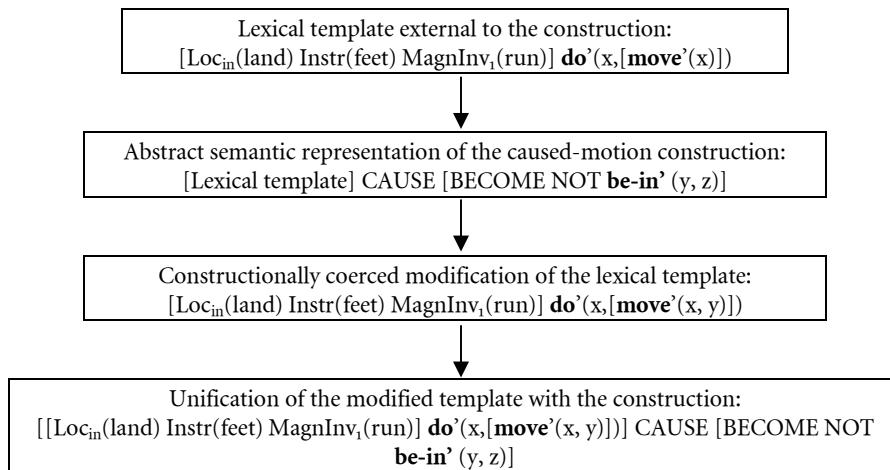 Lexical template external to the construction:
[Loc_in(land) Instr(feet) MagnInv₁(run)] do’(x,[move’(x)])
Abstract semantic representation of the caused-motion construction:
[Lexical template] CAUSE [BECOME NOT be-in’ (y, z)]
Constructionally coerced modification of the lexical template:
[Loc_in(land) Instr(feet) MagnInv₁(run)] do’(x,[move’(x, y)])
Unification of the modified template with the construction:
[[Loc_in(land) Instr(feet) MagnInv₁(run)] do’(x,[move’(x, y)])] CAUSE [BECOME NOT
be-in’ (y, z)]